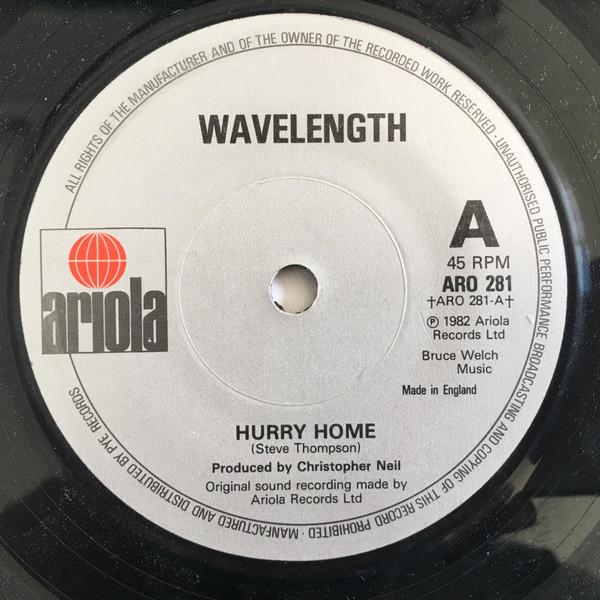 ALL RIGHTS OF THE MANUFACTURER AND OF THE OWNER OF THE RECORDED WORK RESERVED · UNAUTHORISED PUBLIC PERFORMANCE BROADCASTING AND COPYING OF THIS RECORD PROHIBITED · MANFACTURED AND DISTRIBUTED BY PYE RECORDS
WAVELENGTH
ariola
A
45 RPM
ARO 281
†ARO 281-A†
℗ 1982 Ariola
Records Ltd
Bruce Welch
Music
Made in England
HURRY HOME
(Steve Thompson)
Produced by Christopher Neil
Original sound recording made by
Ariola Records Ltd